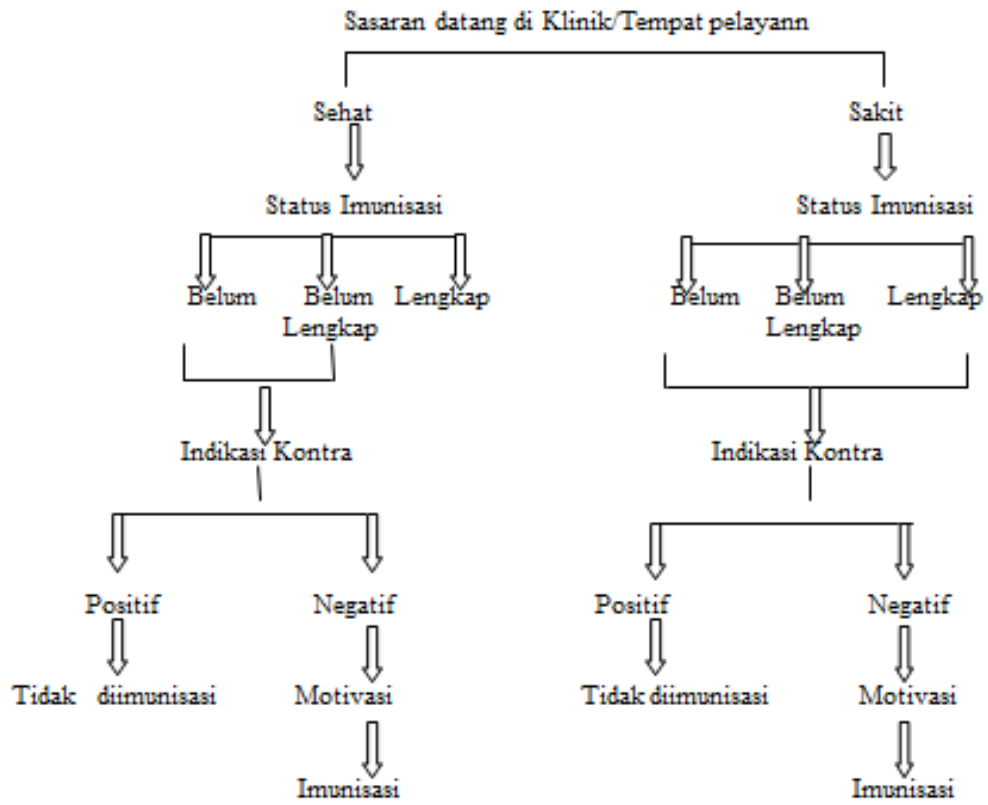 Sasaran datang di Klinik/Tempat pelayann
Sehat
Sakit
Status Imunisasi
Status Imunisasi
Belum
Belum
Lengkap
Lengkap
Belum
Belum
Lengkap
Lengkap
Indikasi Kontra
Indikasi Kontra
Positif
Negatif
Positif
Negatif
Tidak diimunisasi
Motivasi
Tidak diimunisasi
Motivasi
Imunisasi
Imunisasi